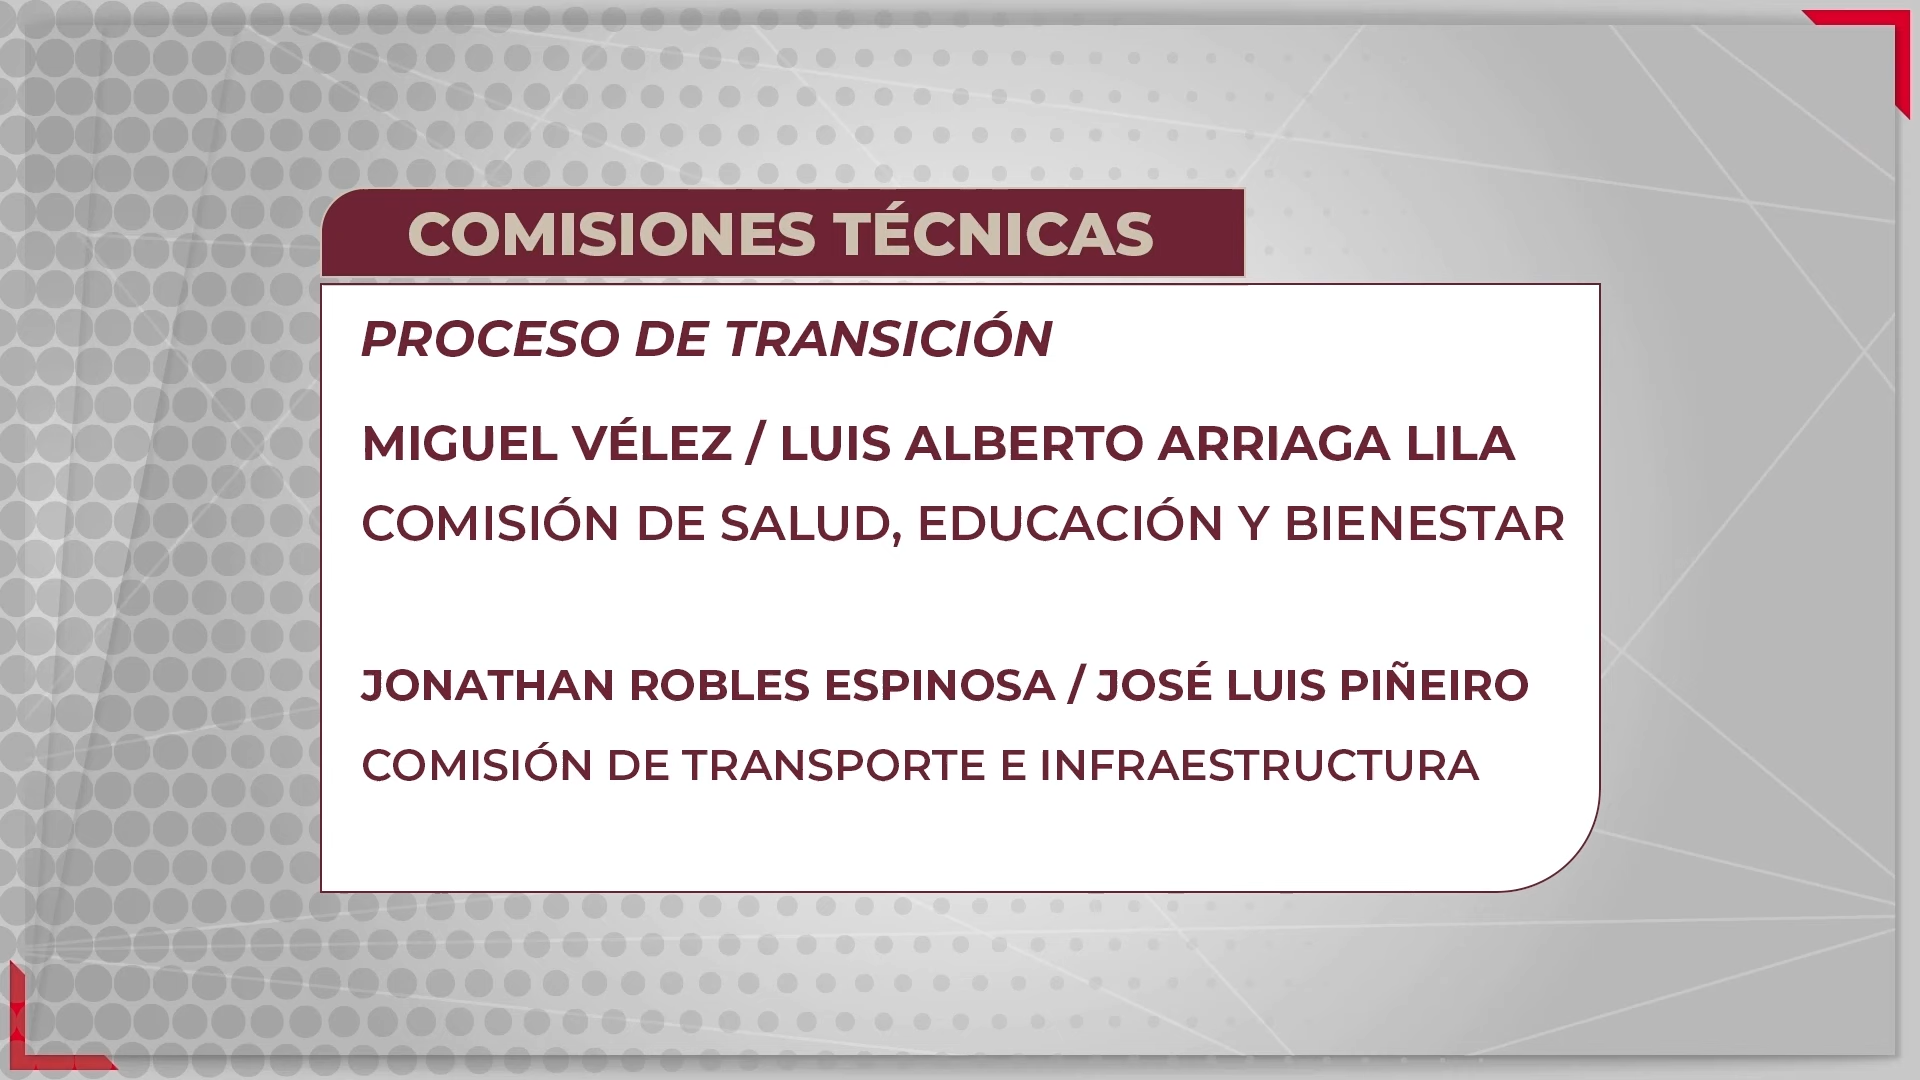 COMISIONES TÉCNICAS
PROCESO DE TRANSICIÓN
MIGUEL VÉLEZ / LUIS ALBERTO ARRIAGA LILA
COMISIÓN DE SALUD, EDUCACIÓN Y BIENESTAR
JONATHAN ROBLES ESPINOSA / JOSÉ LUIS PIÑEIRO
COMISIÓN DE TRANSPORTE E INFRAESTRUCTURA